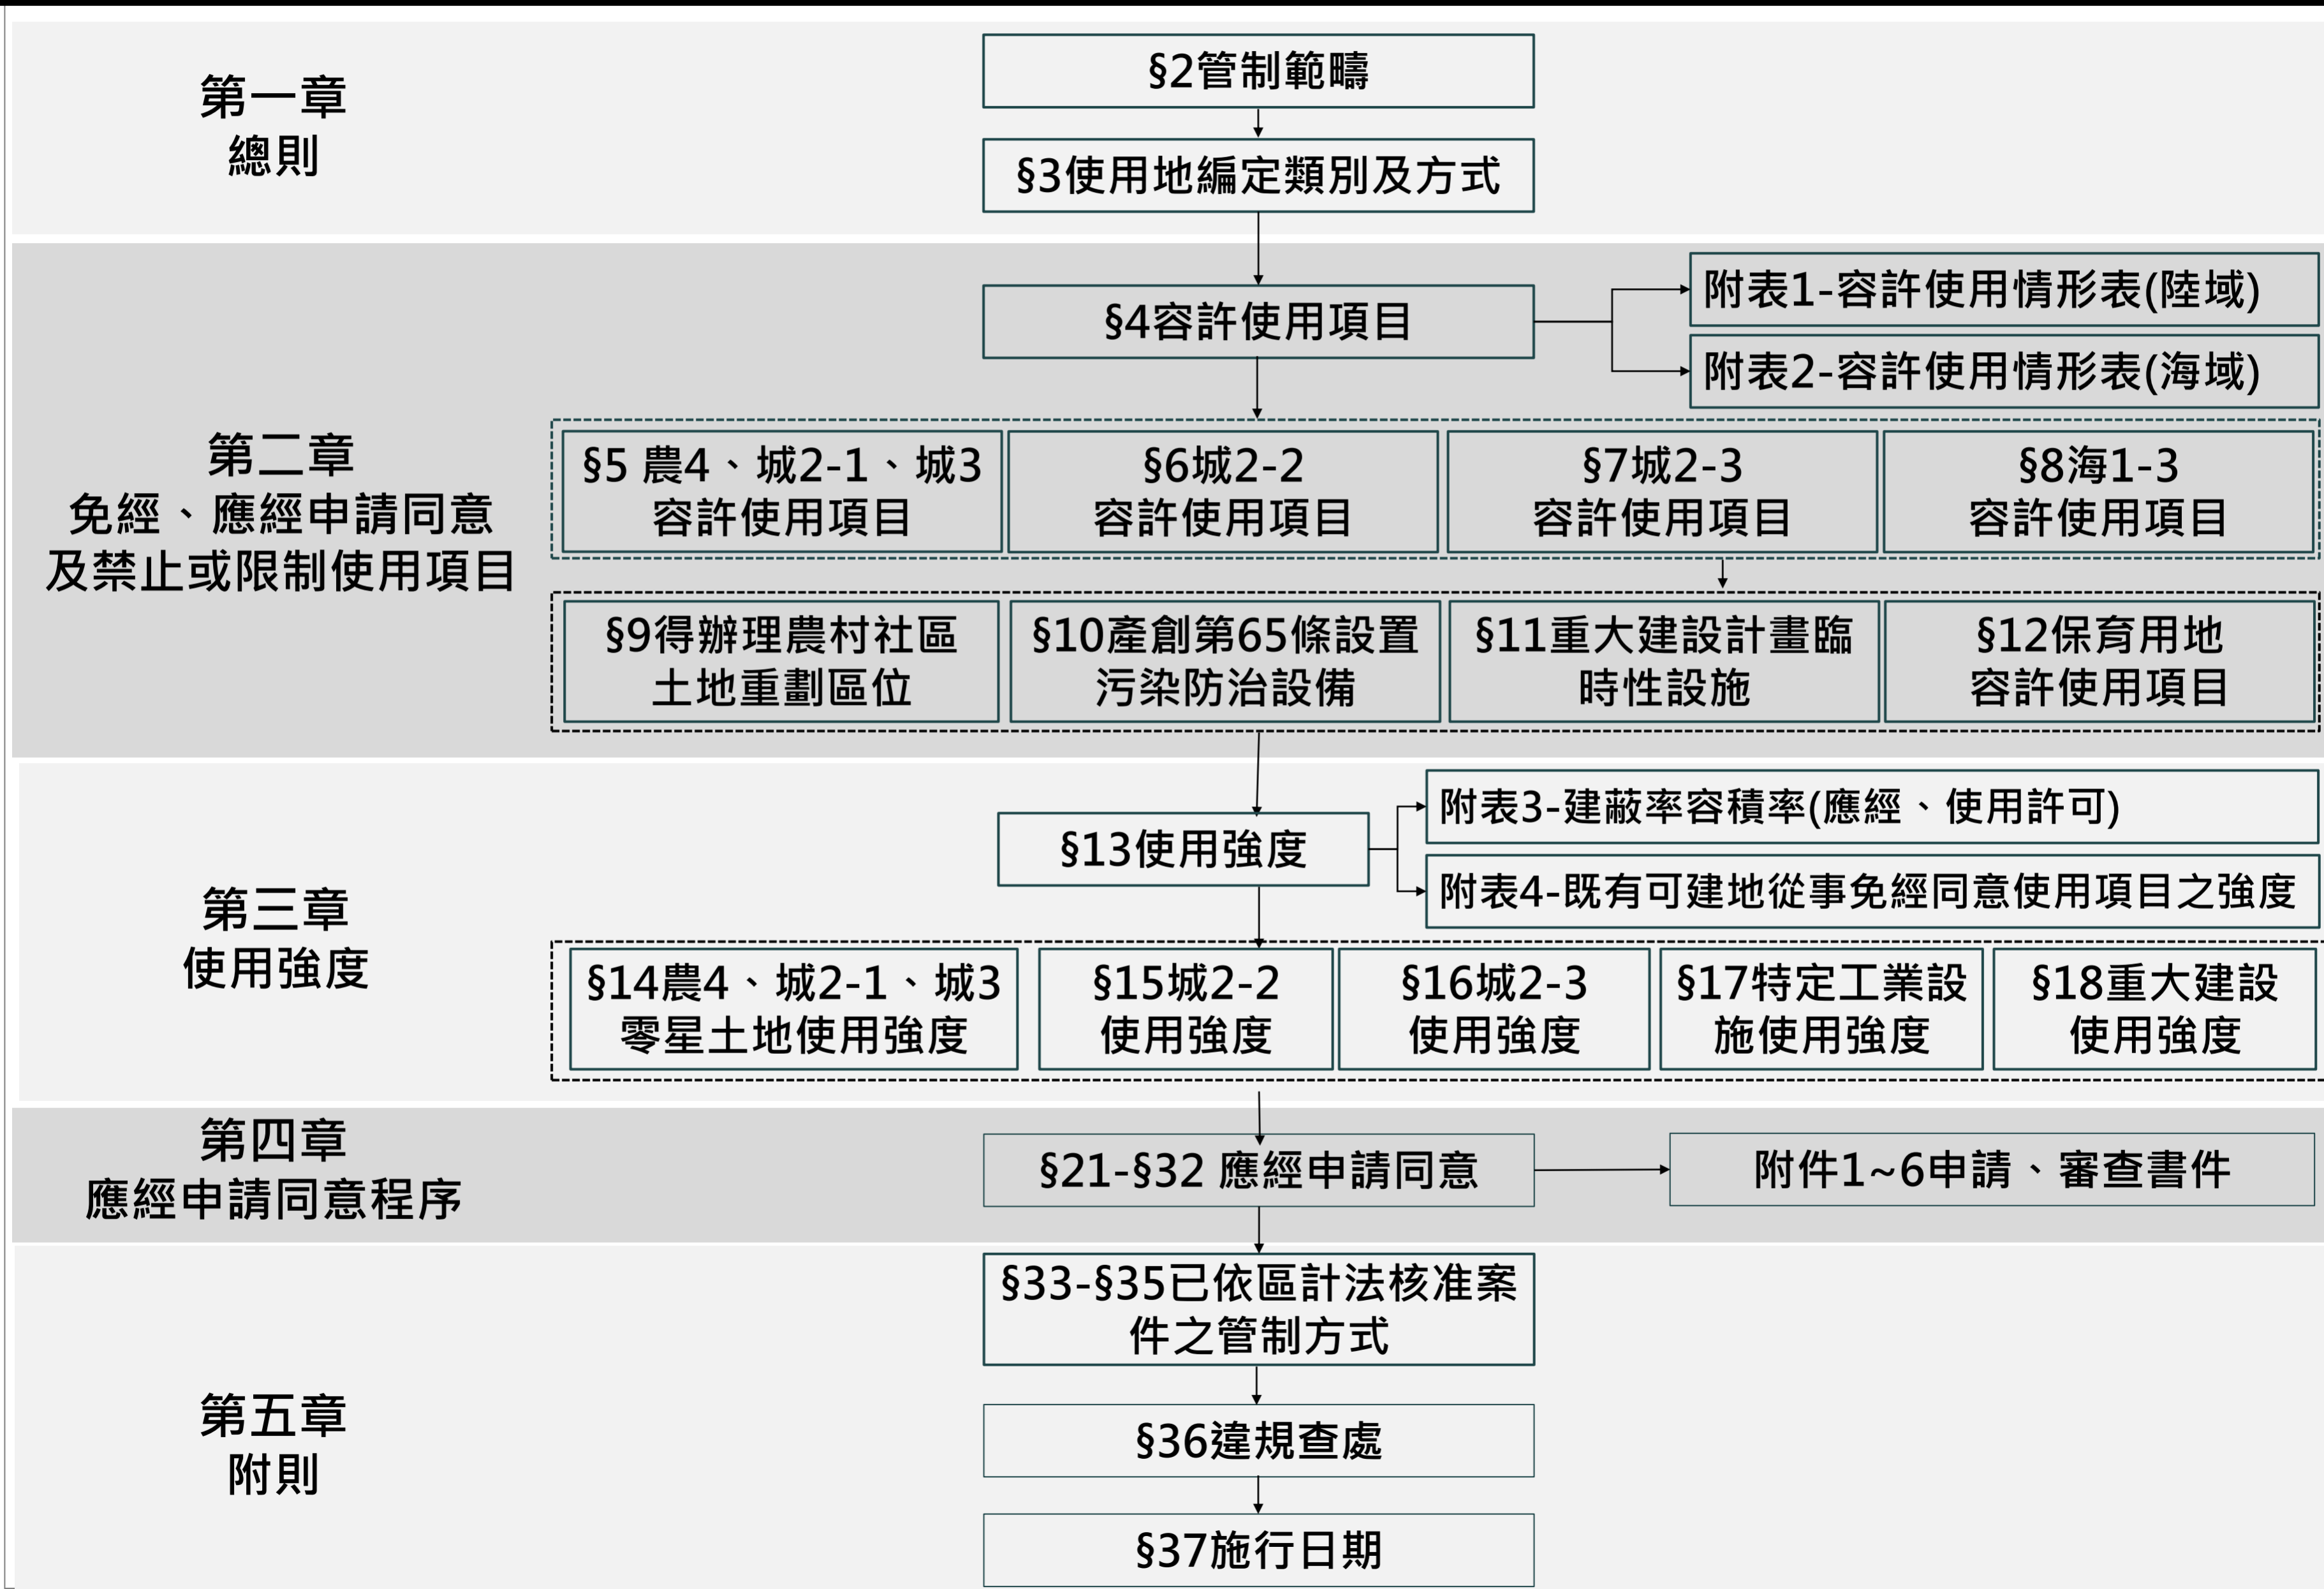 第一章
總則
§2管制範疇
§3使用地編定類別及方式
第二章
免經、應經申請同意
及禁止或限制使用項目
§4容許使用項目
附表1-容許使用情形表(陸域)
附表2-容許使用情形表(海域)
§5 農4、城2-1、城3
容許使用項目
§6城2-2
容許使用項目
§7城2-3
容許使用項目
§8海1-3
容許使用項目
§9得辦理農村社區
土地重劃區位
§10產創第65條設置
污染防治設備
§11重大建設計畫臨
時性設施
§12保育用地
容許使用項目
第三章
使用強度
§13使用強度
附表3-建蔽率容積率(應經、使用許可)
附表4-既有可建地從事免經同意使用項目之強度
§14農4、城2-1、城3
零星土地使用強度
§15城2-2
使用強度
§16城2-3
使用強度
§17特定工業設
施使用強度
§18重大建設
使用強度
第四章
應經申請同意程序
§21-§32 應經申請同意
附件1~6申請、審查書件
第五章
附則
§33-§35已依區計法核准案
件之管制方式
§36違規查處
§37施行日期